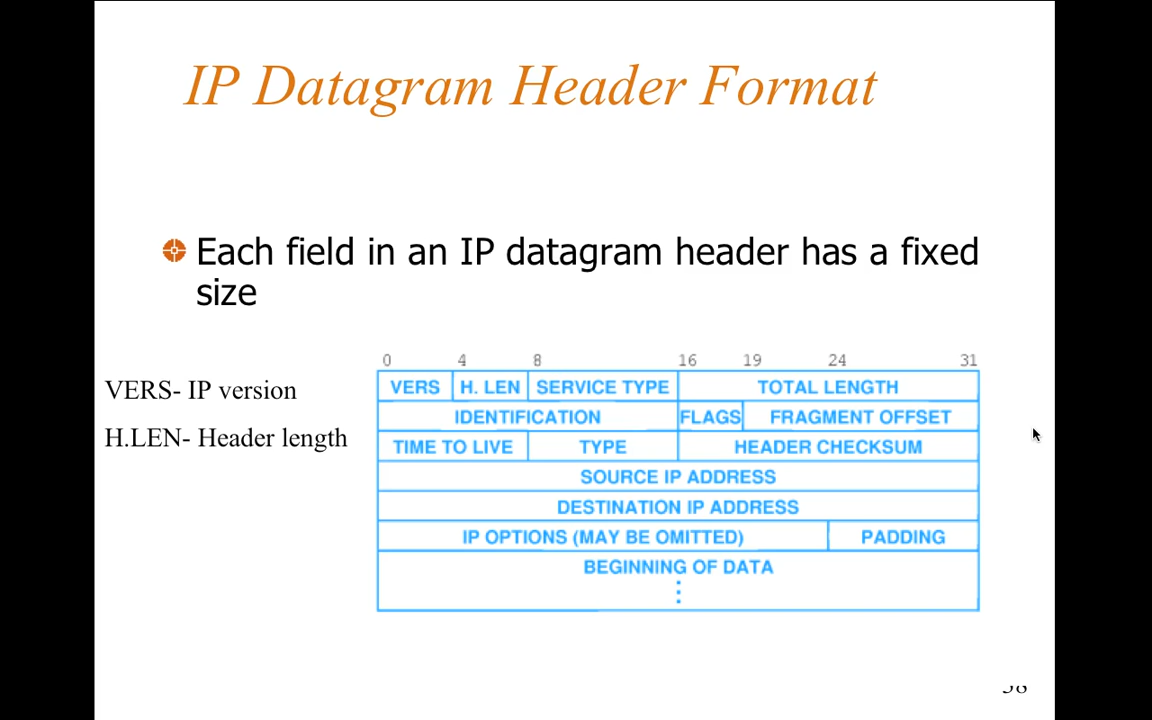 IP Datagram Header Format
Each field in an IP datagram header has a fixed
size
0 4 8 16 19 24 31
VERS- IP version
H.LEN- Header length
VERS H. LEN SERVICE TYPE TOTAL LENGTH
IDENTIFICATION FLAGS FRAGMENT OFFSET
TIME TO LIVE TYPE HEADER CHECKSUM
SOURCE IP ADDRESS
DESTINATION IP ADDRESS
IP OPTIONS (MAY BE OMITTED) PADDING
BEGINNING OF DATA